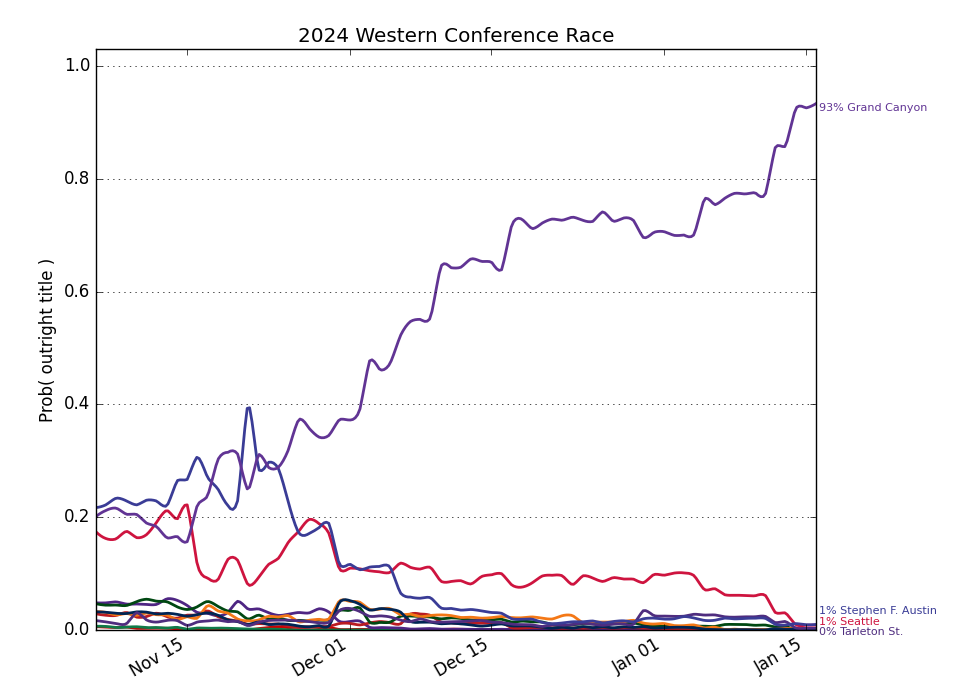 2024 Western Conference Race
1.0
0.8
0.6
0.4
0.2
0.0
Prob( outright title )
93% Grand Canyon
1% Stephen F. Austin
1% Seattle
0% Tarleton St.
Nov 15
Dec 01
Dec 15
Jan 01
Jan 15